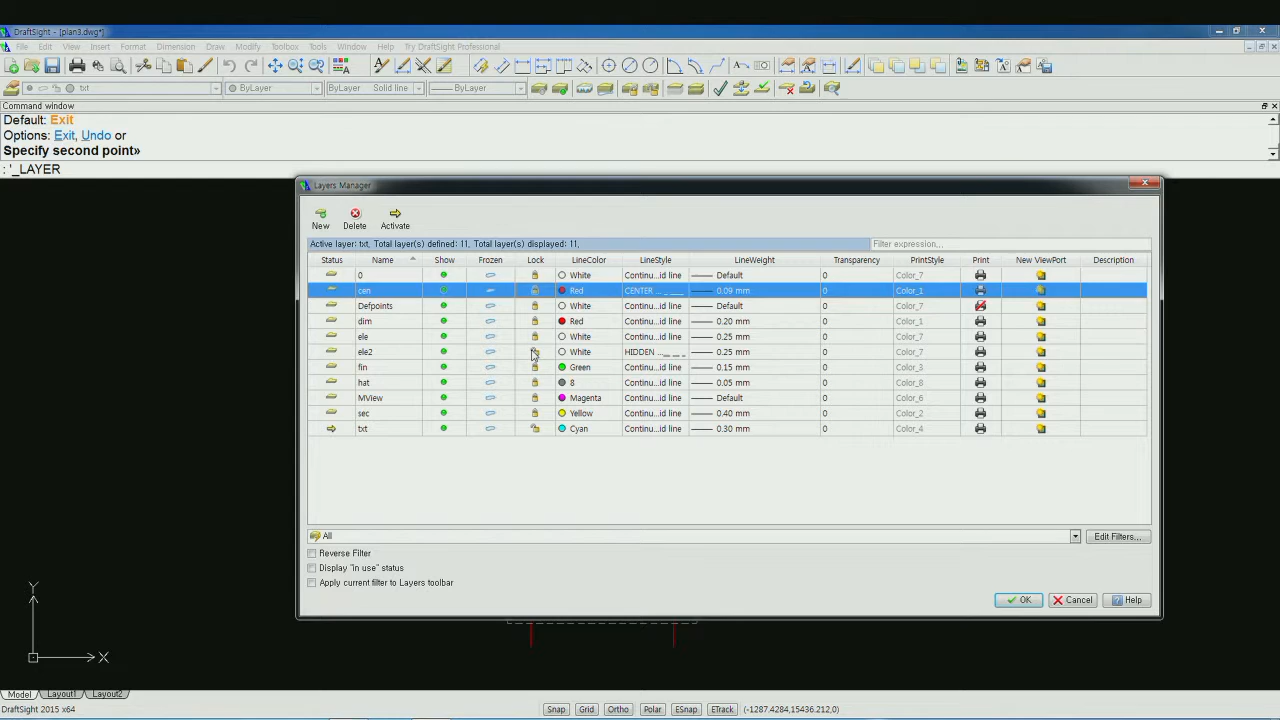 DraftSight - [plan3.dwg*]
File Edit View Insert Format Dimension Draw Modify Toolbox Tools Window Help Try DraftSight Professional
txt ByLayer ByLayer Solid line ByLayer
Command window
Default: Exit
Options: Exit, Undo or
Specify second point»
: '_LAYER
Layers Manager
New Delete Activate
Active layer: txt, Total layer(s) defined: 11, Total layer(s) displayed: 11,
Filter expression...
Status Name Show Frozen Lock LineColor LineStyle LineWeight Transparency PrintStyle Print New ViewPort Description
0 White Continu...id line Default 0 Color_7
cen Red CENTER ... 0.09 mm 0 Color_1
Defpoints White Continu...id line Default 0 Color_7
dim Red Continu...id line 0.20 mm 0 Color_1
ele White Continu...id line 0.25 mm 0 Color_7
ele2 White HIDDEN ... 0.25 mm 0 Color_7
fin Green Continu...id line 0.15 mm 0 Color_3
hat 8 Continu...id line 0.05 mm 0 Color_8
MView Magenta Continu...id line Default 0 Color_6
sec Yellow Continu...id line 0.40 mm 0 Color_2
txt Cyan Continu...id line 0.30 mm 0 Color_4
All Edit Filters...
Reverse Filter
Display "in use" status
Apply current filter to Layers toolbar
OK Cancel Help
Y
X
Model Layout1 Layout2
DraftSight 2015 x64 Snap Grid Ortho Polar ESnap ETrack (-1287.4284,15436.212,0)